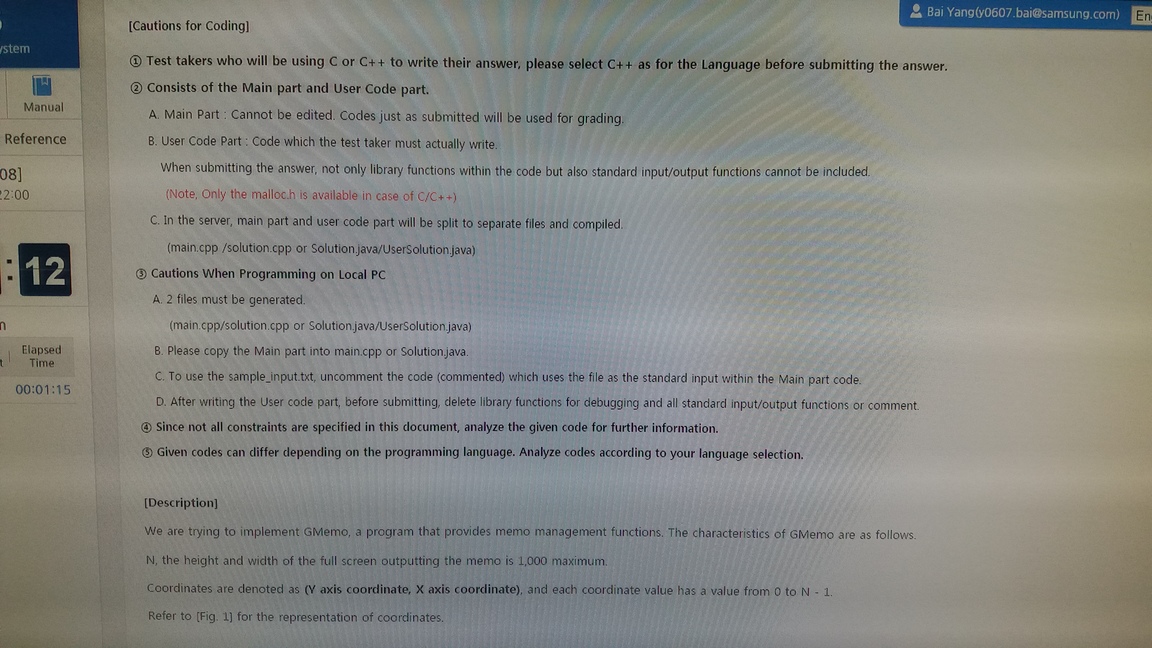 Bai Yang(y0607.bai@samsung.com)
[Cautions for Coding]
ystem
① Test takers who will be using C or C++ to write their answer, please select C++ as for the Language before submitting the answer.
② Consists of the Main part and User Code part.
Manual
A. Main Part : Cannot be edited. Codes just as submitted will be used for grading.
Reference
B. User Code Part : Code which the test taker must actually write.
When submitting the answer, not only library functions within the code but also standard input/output functions cannot be included.
08]
(Note, Only the malloc.h is available in case of C/C++)
2:00
C. In the server, main part and user code part will be split to separate files and compiled.
(main.cpp /solution.cpp or Solution.java/UserSolution.java)
: 12
③ Cautions When Programming on Local PC
A. 2 files must be generated.
(main.cpp/solution.cpp or Solution.java/UserSolution.java)
B. Please copy the Main part into main.cpp or Solution.java.
Elapsed
Time
C. To use the sample_input.txt, uncomment the code (commented) which uses the file as the standard input within the Main part code.
00:01:15
D. After writing the User code part, before submitting, delete library functions for debugging and all standard input/output functions or comment.
④ Since not all constraints are specified in this document, analyze the given code for further information.
⑤ Given codes can differ depending on the programming language. Analyze codes according to your language selection.
[Description]
We are trying to implement GMemo, a program that provides memo management functions. The characteristics of GMemo are as follows.
N, the height and width of the full screen outputting the memo is 1,000 maximum.
Coordinates are denoted as (Y axis coordinate, X axis coordinate), and each coordinate value has a value from 0 to N - 1.
Refer to [Fig. 1] for the representation of coordinates.